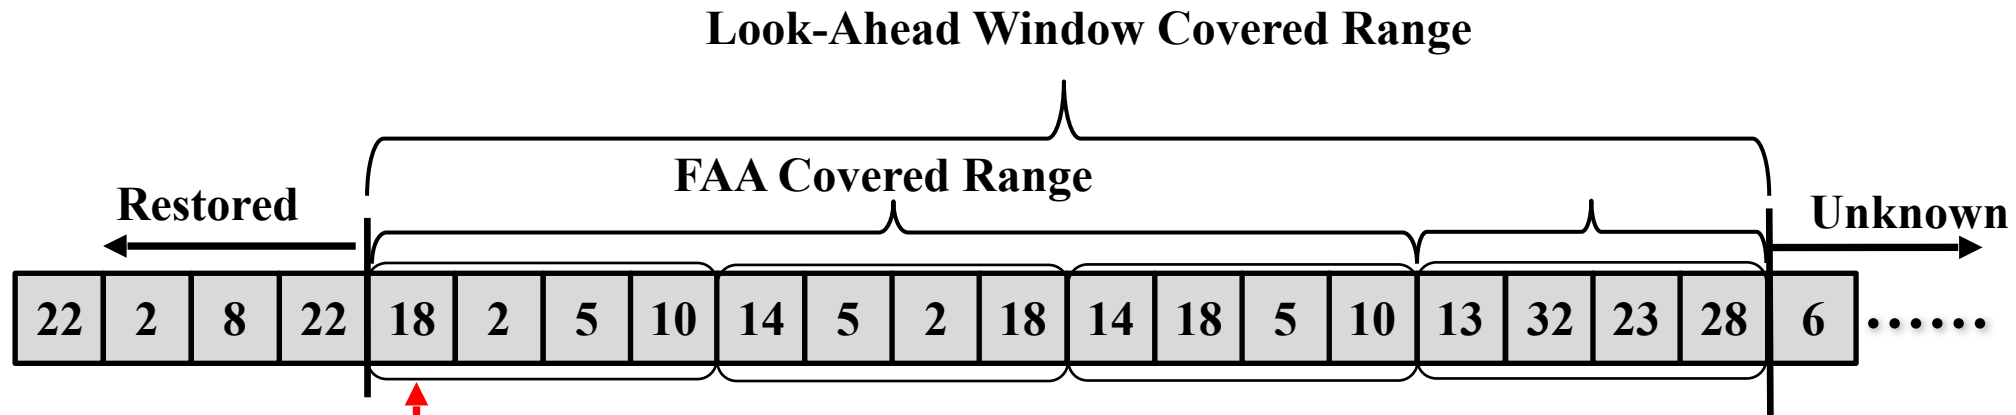 Look-Ahead Window Covered Range
FAA Covered Range
Restored
Unknown
22 2 8 22 18 2 5 10 14 5 2 18 14 18 5 10 13 32 23 28 6 ......